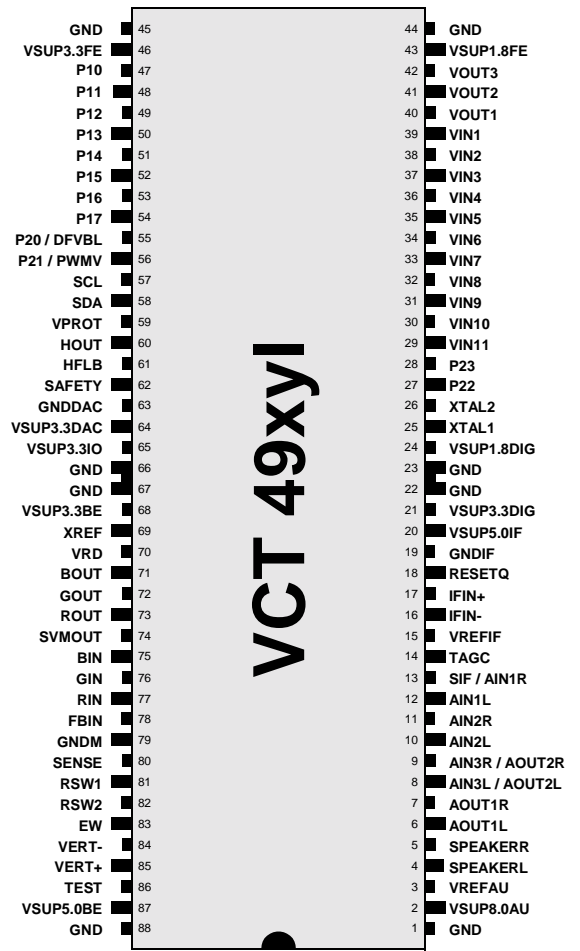 GND 45 44 GND
VSUP3.3FE 46 43 VSUP1.8FE
P10 47 42 VOUT3
P11 48 41 VOUT2
P12 49 40 VOUT1
P13 50 39 VIN1
P14 51 38 VIN2
P15 52 37 VIN3
P16 53 36 VIN4
P17 54 35 VIN5
P20 / DFVBL 55 34 VIN6
P21 / PWMV 56 33 VIN7
SCL 57 32 VIN8
SDA 58 31 VIN9
VPROT 59 30 VIN10
HOUT 60 29 VIN11
HFLB 61 28 P23
SAFETY 62 27 P22
GNDDAC 63 26 XTAL2
VSUP3.3DAC 64 25 XTAL1
VSUP3.3IO 65 24 VSUP1.8DIG
GND 66 23 GND
GND 67 22 GND
VSUP3.3BE 68 21 VSUP3.3DIG
XREF 69 20 VSUP5.0IF
VRD 70 19 GNDIF
BOUT 71 18 RESETQ
GOUT 72 17 IFIN+
ROUT 73 16 IFIN-
SVMOUT 74 15 VREFIF
BIN 75 14 TAGC
GIN 76 13 SIF / AIN1R
RIN 77 12 AIN1L
FBIN 78 11 AIN2R
GNDM 79 10 AIN2L
SENSE 80 9 AIN3R / AOUT2R
RSW1 81 8 AIN3L / AOUT2L
RSW2 82 7 AOUT1R
EW 83 6 AOUT1L
VERT- 84 5 SPEAKERR
VERT+ 85 4 SPEAKERL
TEST 86 3 VREFAU
VSUP5.0BE 87 2 VSUP8.0AU
GND 88 1 GND
VCT 49xyI